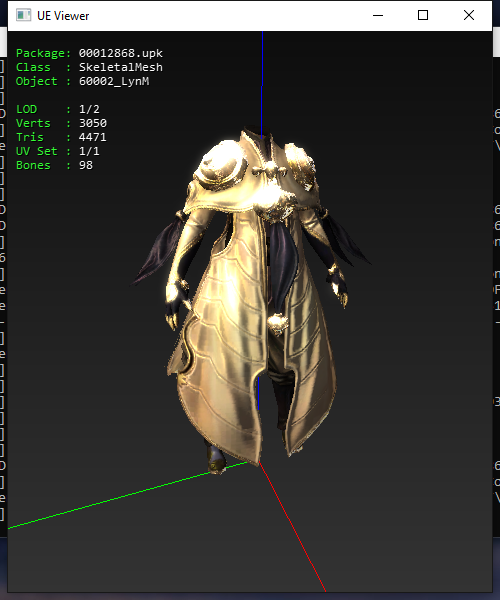 UE Viewer
Package: 00012868.upk
Class  : SkeletalMesh
Object : 60002_LynM
LOD    : 1/2
Verts  : 3050
Tris   : 4471
UV Set : 1/1
Bones  : 98